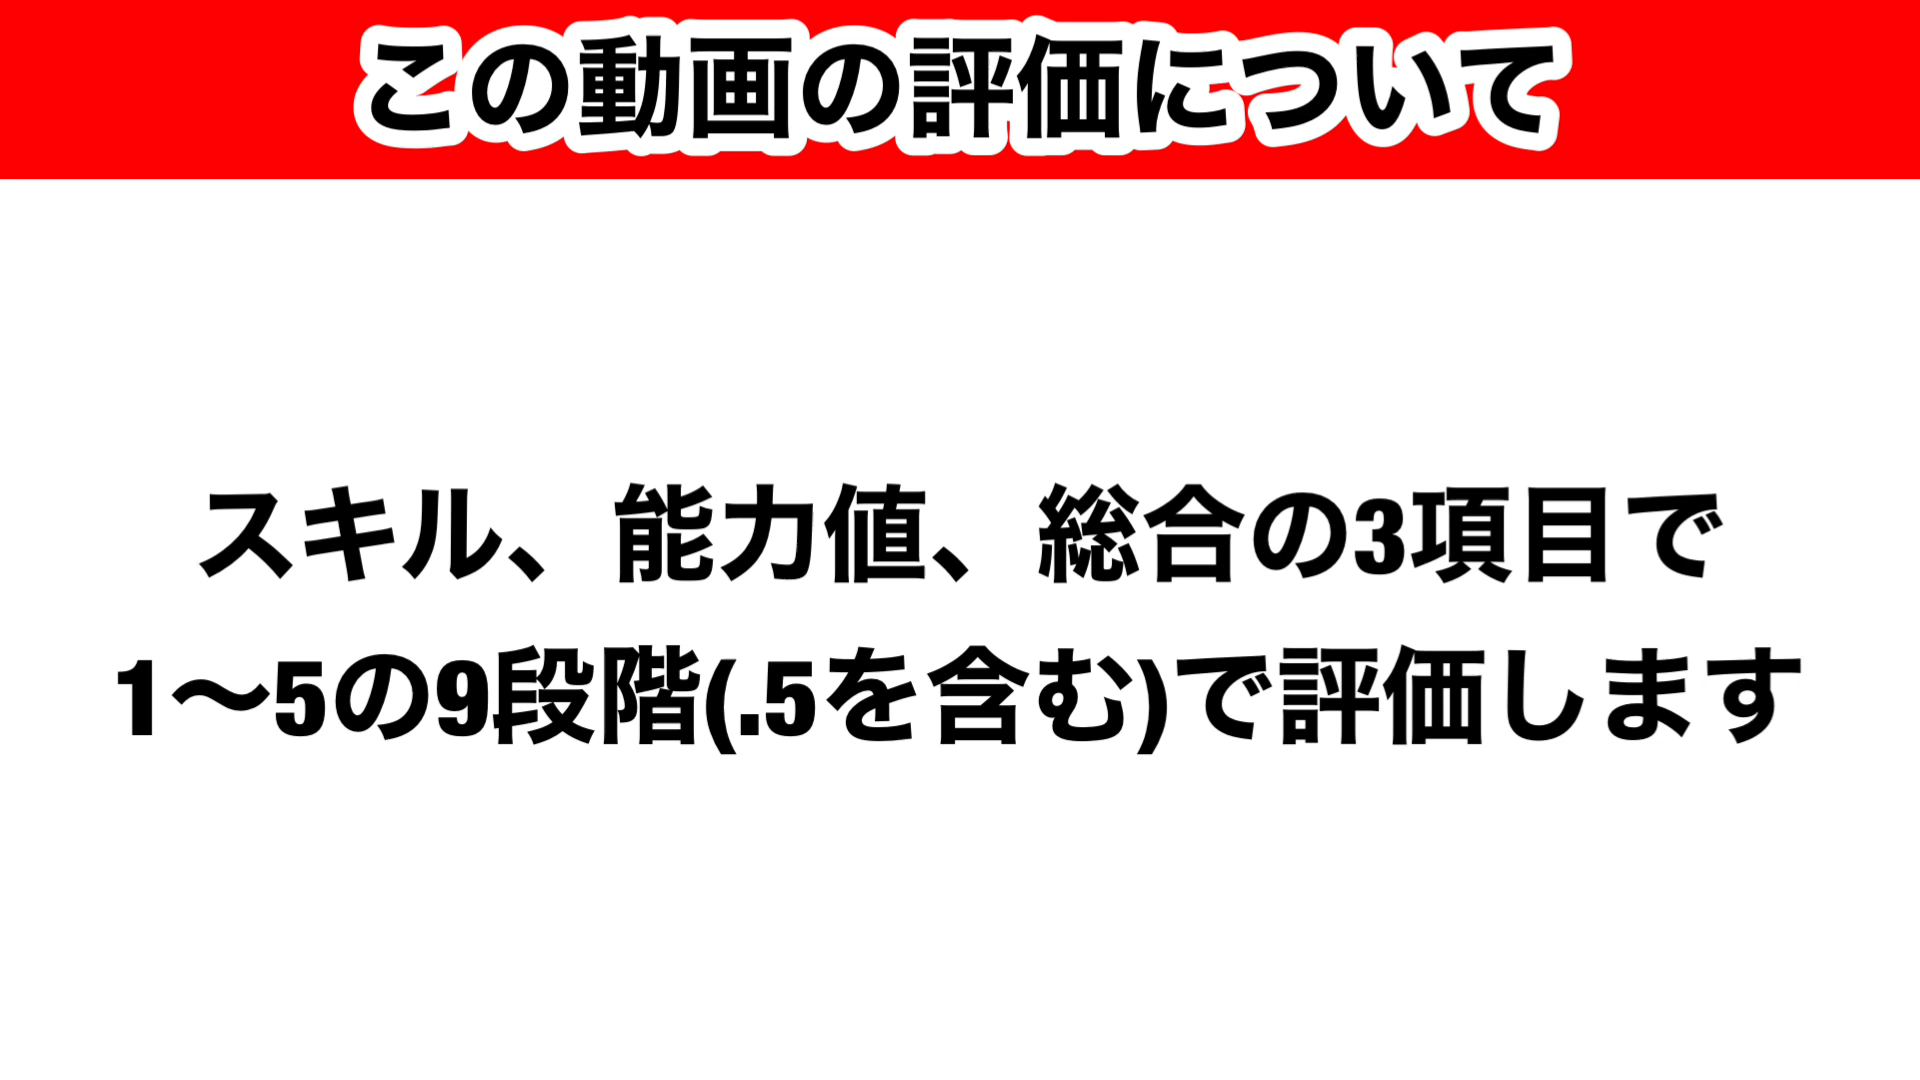 この動画の評価について
スキル、能力値、総合の3項目で
1〜5の9段階(.5を含む)で評価します